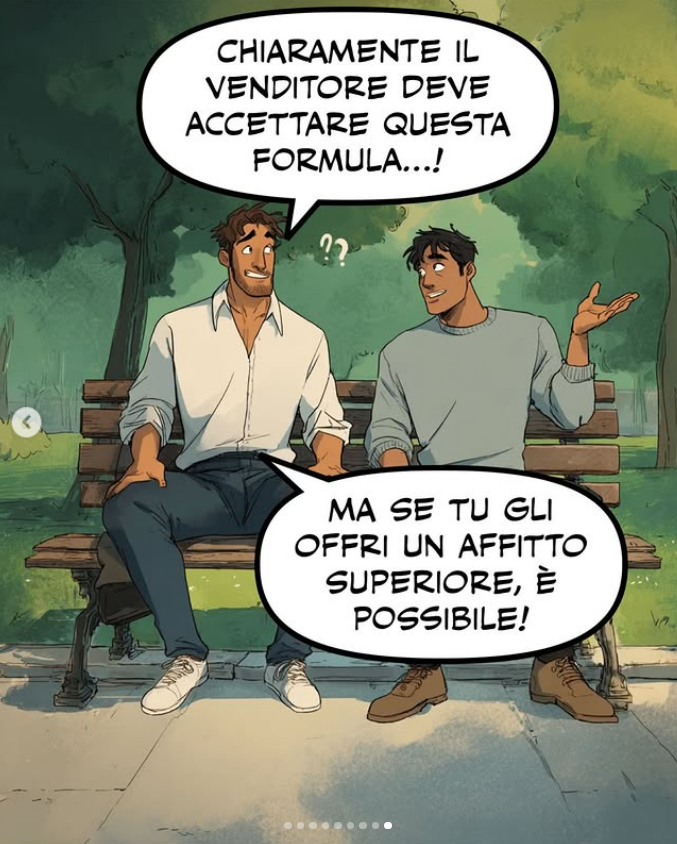 CHIARAMENTE IL
VENDITORE DEVE
ACCETTARE QUESTA
FORMULA...!
??
MA SE TU GLI
OFFRI UN AFFITTO
SUPERIORE, È
POSSIBILE!